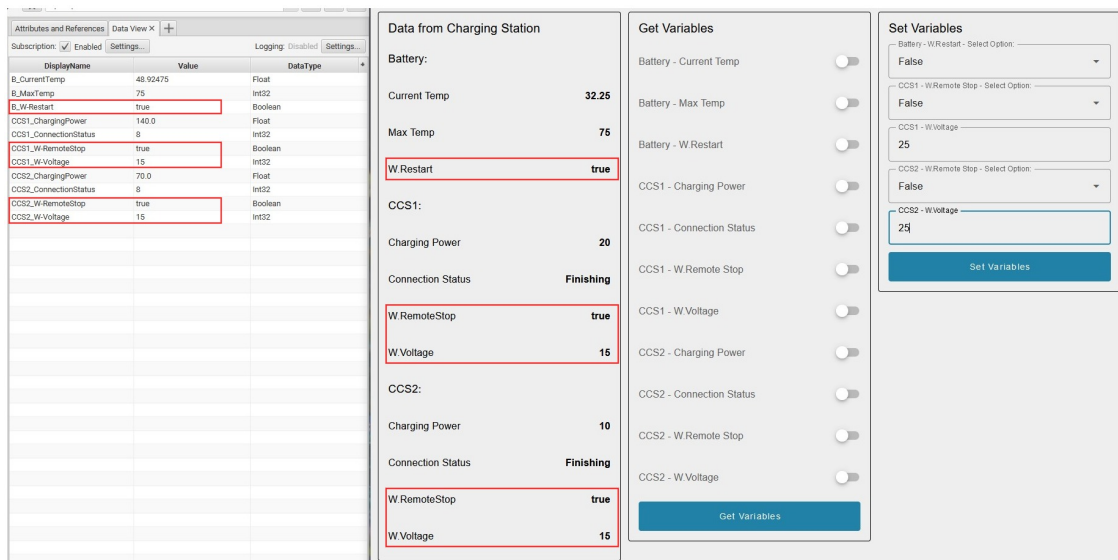 Attributes and References Data View × +
Subscription: Enabled Settings... Logging: Disabled Settings...
DisplayName Value DataType
B_CurrentTemp 48.92475 Float
B_MaxTemp 75 Int32
B_W-Restart true Boolean
CCS1_ChargingPower 140.0 Float
CCS1_ConnectionStatus 8 Int32
CCS1_W-RemoteStop true Boolean
CCS1_W-Voltage 15 Int32
CCS2_ChargingPower 70.0 Float
CCS2_ConnectionStatus 8 Int32
CCS2_W-RemoteStop true Boolean
CCS2_W-Voltage 15 Int32
Data from Charging Station
Battery:
Current Temp 32.25
Max Temp 75
W.Restart true
CCS1:
Charging Power 20
Connection Status Finishing
W.RemoteStop true
W.Voltage 15
CCS2:
Charging Power 10
Connection Status Finishing
W.RemoteStop true
W.Voltage 15
Get Variables
Battery - Current Temp
Battery - Max Temp
Battery - W.Restart
CCS1 - Charging Power
CCS1 - Connection Status
CCS1 - W.Remote Stop
CCS1 - W.Voltage
CCS2 - Charging Power
CCS2 - Connection Status
CCS2 - W.Remote Stop
CCS2 - W.Voltage
Get Variables
Set Variables
Battery - W.Restart - Select Option:
False
CCS1 - W.Remote Stop - Select Option:
False
CCS1 - W.Voltage
25
CCS2 - W.Remote Stop - Select Option:
False
CCS2 - W.Voltage
25
Set Variables